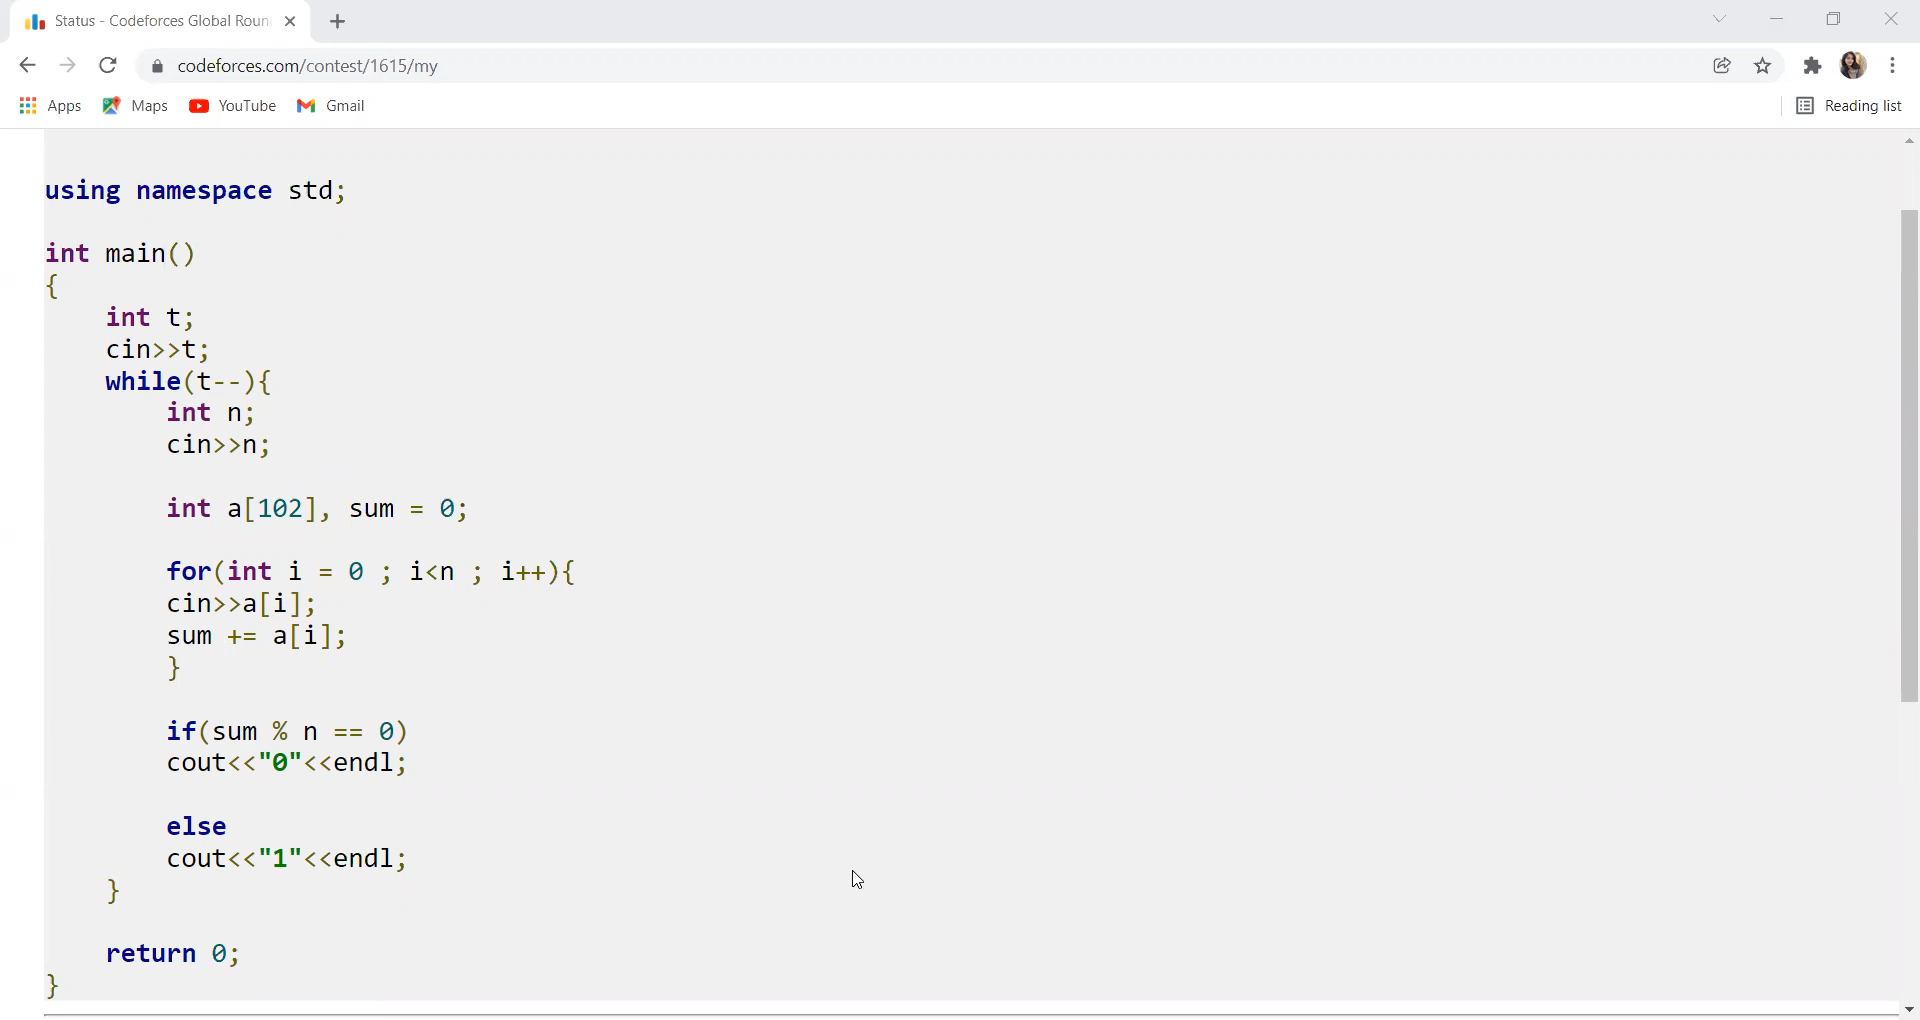 Status - Codeforces Global Roun
codeforces.com/contest/1615/my
Apps Maps YouTube Gmail Reading list
using namespace std;
int main()
{
int t;
cin>>t;
while(t--){
int n;
cin>>n;
int a[102], sum = 0;
for(int i = 0 ; i<n ; i++){
cin>>a[i];
sum += a[i];
}
if(sum % n == 0)
cout<<"0"<<endl;
else
cout<<"1"<<endl;
}
return 0;
}